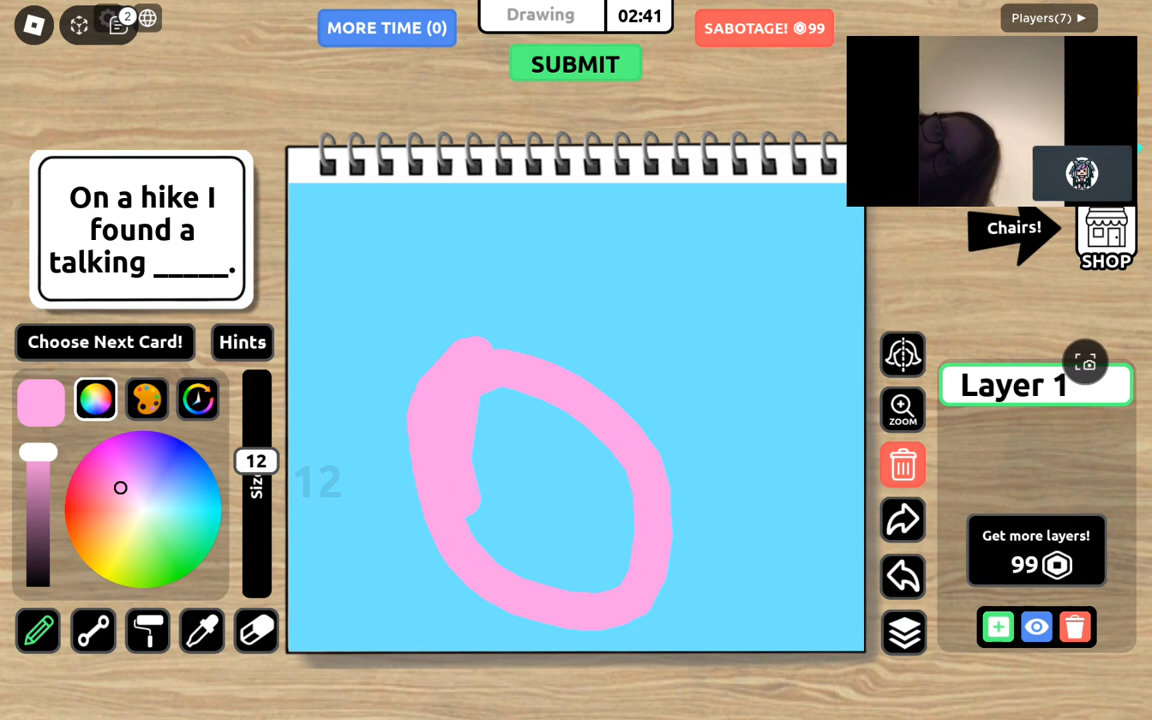 2
MORE TIME (0)
Drawing
02:41
SABOTAGE! 99
Players(7) ►
SUBMIT
On a hike I
found a
talking _____.
Chairs!
SHOP
Choose Next Card!
Hints
Layer 1
ZOOM
12
Size
12
Get more layers!
99